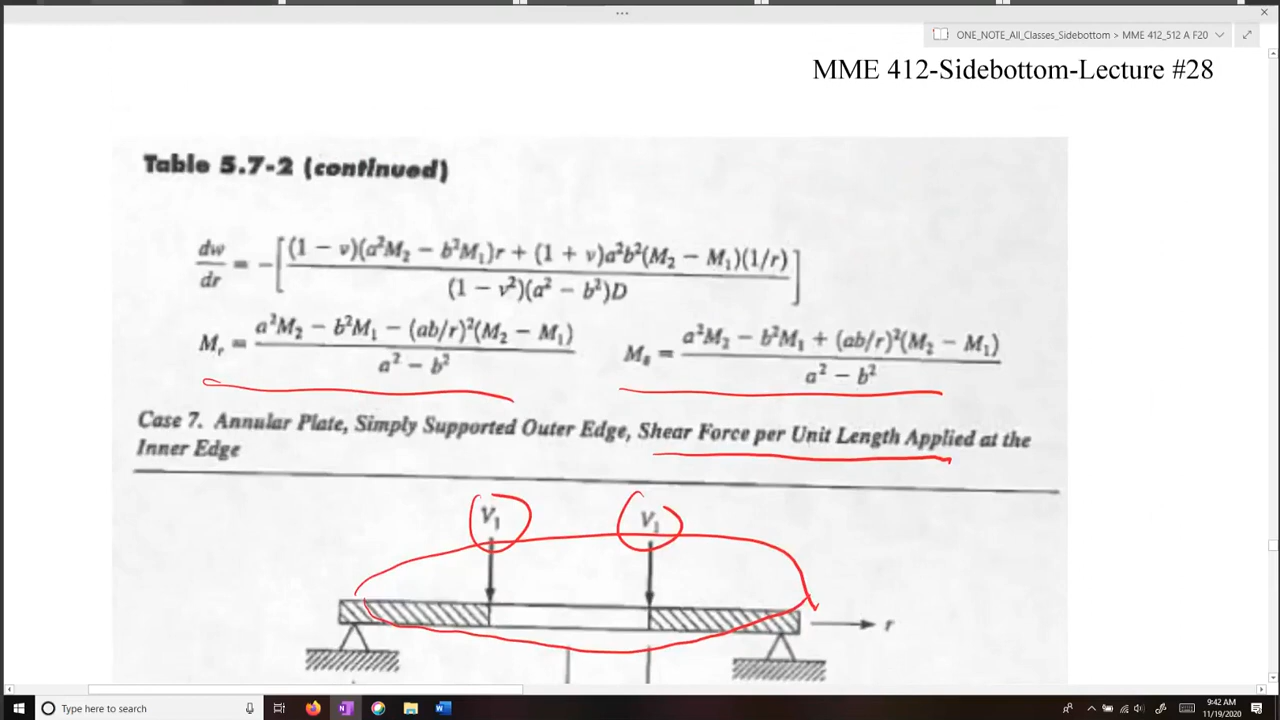 ONE_NOTE_All_Classes_Sidebottom > MME 412_512 A F20
MME 412-Sidebottom-Lecture #28
Table 5.7-2 (continued)
dw/dr = -[((1 - ν)(a²M₂ - b²M₁)r + (1 + ν)a²b²(M₂ - M₁)(1/r)) / ((1 - ν²)(a² - b²)D)]
Mᵣ = (a²M₂ - b²M₁ - (ab/r)²(M₂ - M₁)) / (a² - b²)
M_θ = (a²M₂ - b²M₁ + (ab/r)²(M₂ - M₁)) / (a² - b²)
Case 7. Annular Plate, Simply Supported Outer Edge, Shear Force per Unit Length Applied at the
Inner Edge
V₁ V₁
r
Type here to search
9:42 AM
11/19/2020